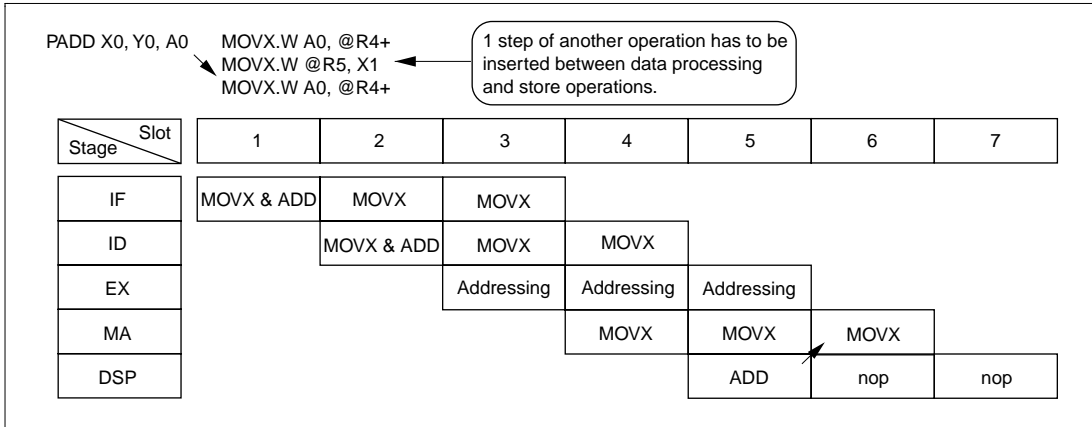 PADD X0, Y0, A0 MOVX.W A0, @R4+
MOVX.W @R5, X1
MOVX.W A0, @R4+
1 step of another operation has to be
inserted between data processing
and store operations.
Slot
Stage
1 2 3 4 5 6 7
IF MOVX & ADD MOVX MOVX
ID MOVX & ADD MOVX MOVX
EX Addressing Addressing Addressing
MA MOVX MOVX MOVX
DSP ADD nop nop